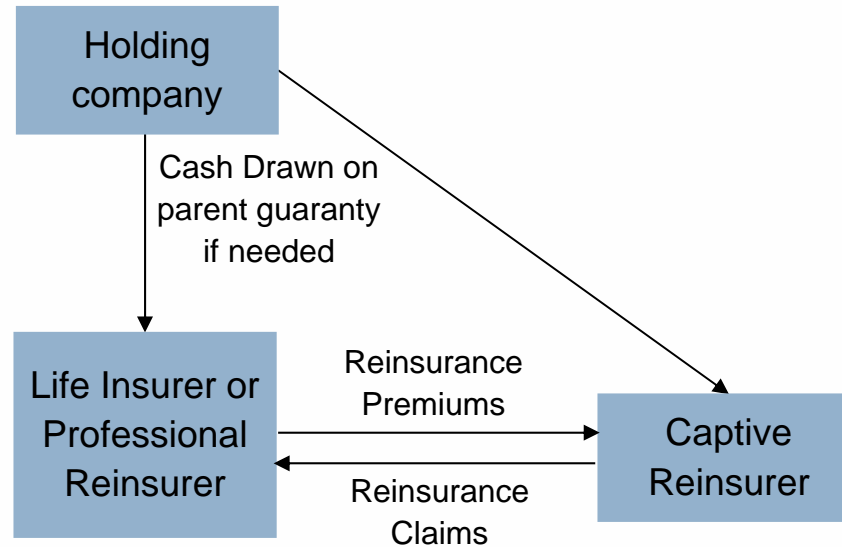 Holding
company
Cash Drawn on
parent guaranty
if needed
Life Insurer or
Professional
Reinsurer
Reinsurance
Premiums
Reinsurance
Claims
Captive
Reinsurer